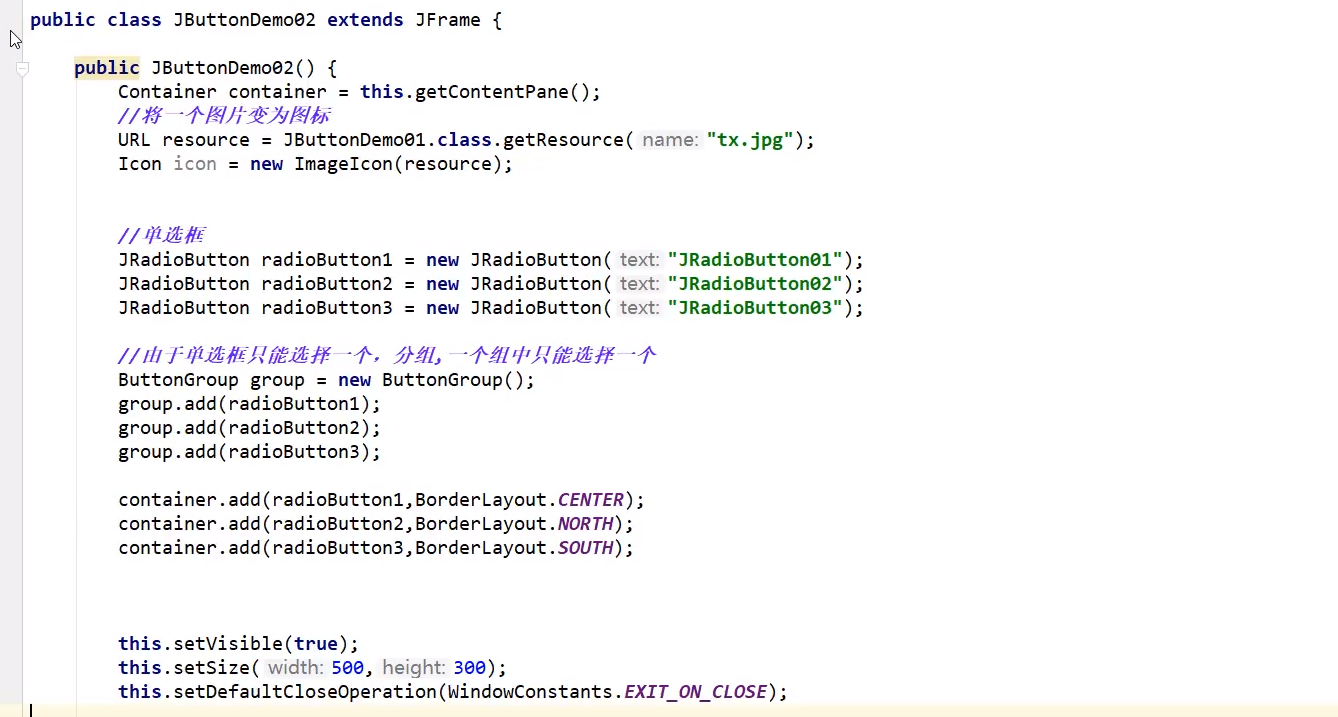 public class JButtonDemo02 extends JFrame {
public JButtonDemo02() {
Container container = this.getContentPane();
//将一个图片变为图标
URL resource = JButtonDemo01.class.getResource( name: "tx.jpg");
Icon icon = new ImageIcon(resource);
//单选框
JRadioButton radioButton1 = new JRadioButton( text: "JRadioButton01");
JRadioButton radioButton2 = new JRadioButton( text: "JRadioButton02");
JRadioButton radioButton3 = new JRadioButton( text: "JRadioButton03");
//由于单选框只能选择一个，分组,一个组中只能选择一个
ButtonGroup group = new ButtonGroup();
group.add(radioButton1);
group.add(radioButton2);
group.add(radioButton3);
container.add(radioButton1,BorderLayout.CENTER);
container.add(radioButton2,BorderLayout.NORTH);
container.add(radioButton3,BorderLayout.SOUTH);
this.setVisible(true);
this.setSize( width: 500, height: 300);
this.setDefaultCloseOperation(WindowConstants.EXIT_ON_CLOSE);